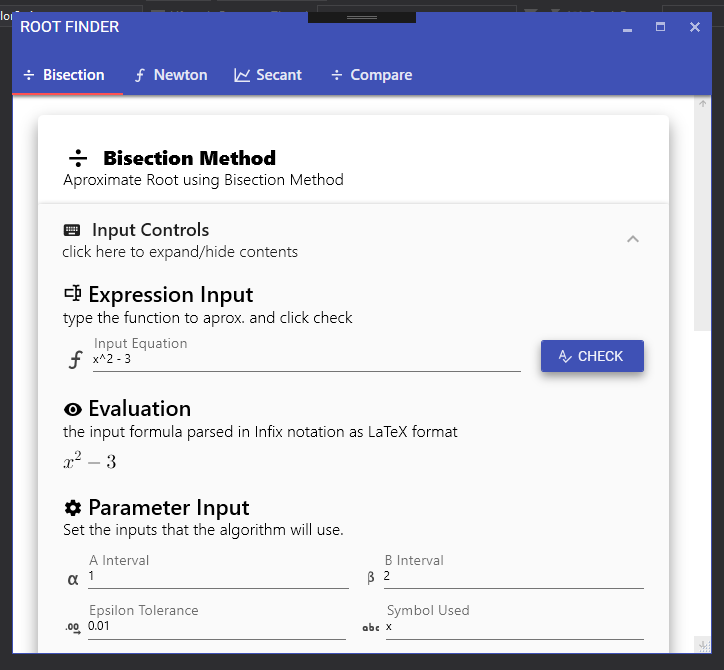 ROOT FINDER
Bisection Newton Secant Compare
Bisection Method
Aproximate Root using Bisection Method
Input Controls
click here to expand/hide contents
Expression Input
type the function to aprox. and click check
Input Equation
x^2 - 3
CHECK
Evaluation
the input formula parsed in Infix notation as LaTeX format
x² − 3
Parameter Input
Set the inputs that the algorithm will use.
A Interval B Interval
α 1 β 2
Epsilon Tolerance Symbol Used
.00 0.01 abc x